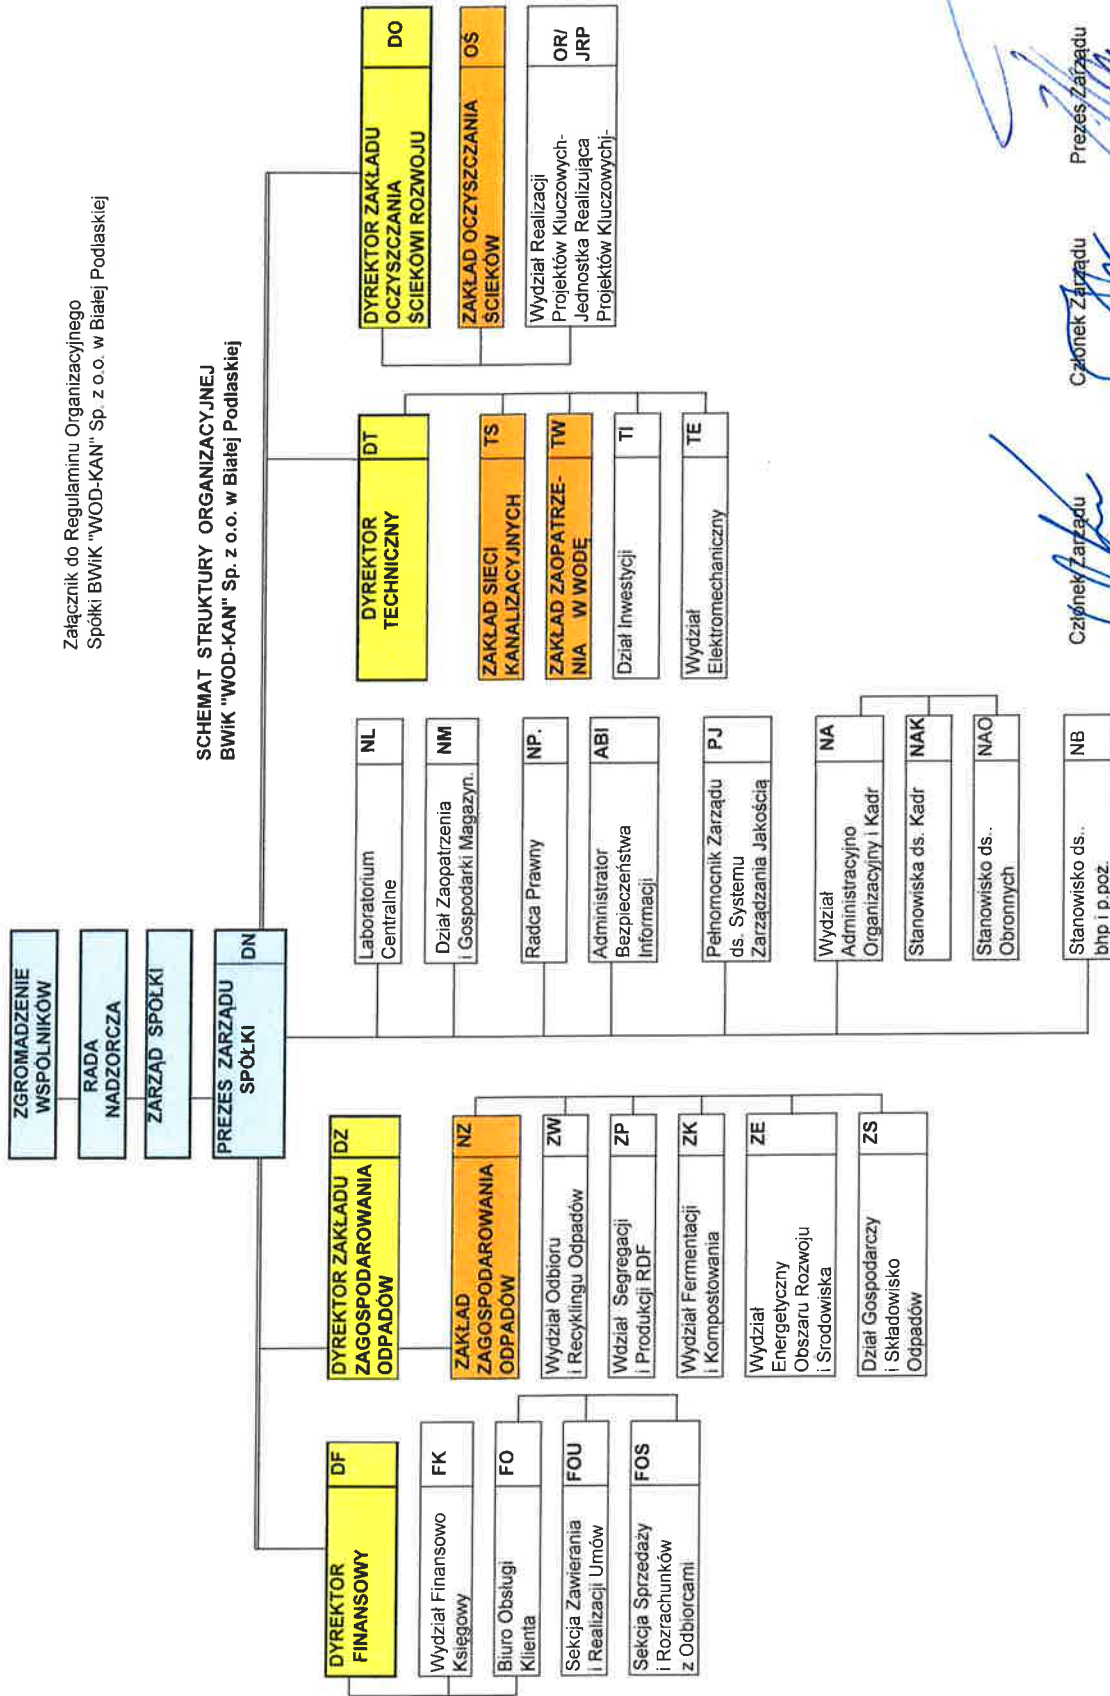 Załącznik do Regulaminu Organizacyjnego
Spółki BWiK "WOD-KAN" Sp. z o.o. w Białej Podlaskiej
SCHEMAT STRUKTURY ORGANIZACYJNEJ
BWiK "WOD-KAN" Sp. z o.o. w Białej Podlaskiej
ZGROMADZENIE
WSPÓLNIKÓW
RADA
NADZORCZA
ZARZĄD SPÓŁKI
PREZES ZARZĄDU
SPÓŁKI
DN
DYREKTOR
FINANSOWY
DF
Wydział Finansowo
Księgowy
FK
Biuro Obsługi
Klienta
FO
Sekcja Zawierania
i Realizacji Umów
FOU
Sekcja Sprzedaży
i Rozrachunków
z Odbiorcami
FOS
DYREKTOR ZAKŁADU
ZAGOSPODAROWANIA
ODPADÓW
DZ
ZAKŁAD
ZAGOSPODAROWANIA
ODPADÓW
NZ
Wydział Odbioru
i Recyklingu Odpadów
ZW
Wdział Segregacji
i Produkcji RDF
ZP
Wydział Fermentacji
i Kompostowania
ZK
Wydział
Energetyczny
Obszaru Rozwoju
i Środowiska
ZE
Dział Gospodarczy
i Składowisko
Odpadów
ZS
Laboratorium
Centralne
NL
Dział Zaopatrzenia
i Gospodarki Magazyn.
NM
Radca Prawny
NP.
Administrator
Bezpieczeństwa
Informacji
ABI
Pełnomocnik Zarządu
ds. Systemu
Zarządzania Jakością
PJ
Wydział
Administracyjno
Organizacyjny i Kadr
NA
Stanowiska ds. Kadr
NAK
Stanowisko ds..
Obronnych
NAO
Stanowisko ds..
bhp i p.poż.
NB
DYREKTOR
TECHNICZNY
DT
ZAKŁAD SIECI
KANALIZACYJNYCH
TS
ZAKŁAD ZAOPATRZE-
NIA W WODĘ
TW
Dział Inwestycji
TI
Wydział
Elektromechaniczny
TE
DYREKTOR ZAKŁADU
OCZYSZCZANIA
ŚCIEKÓWI ROZWOJU
DO
ZAKŁAD OCZYSZCZANIA
ŚCIEKÓW
OŚ
Wydział Realizacji
Projektów Kluczowych-
Jednostka Realizująca
Projektów Kluczowychj-
OR/
JRP
Członek Zarządu
Członek Zarządu
Prezes Zarządu